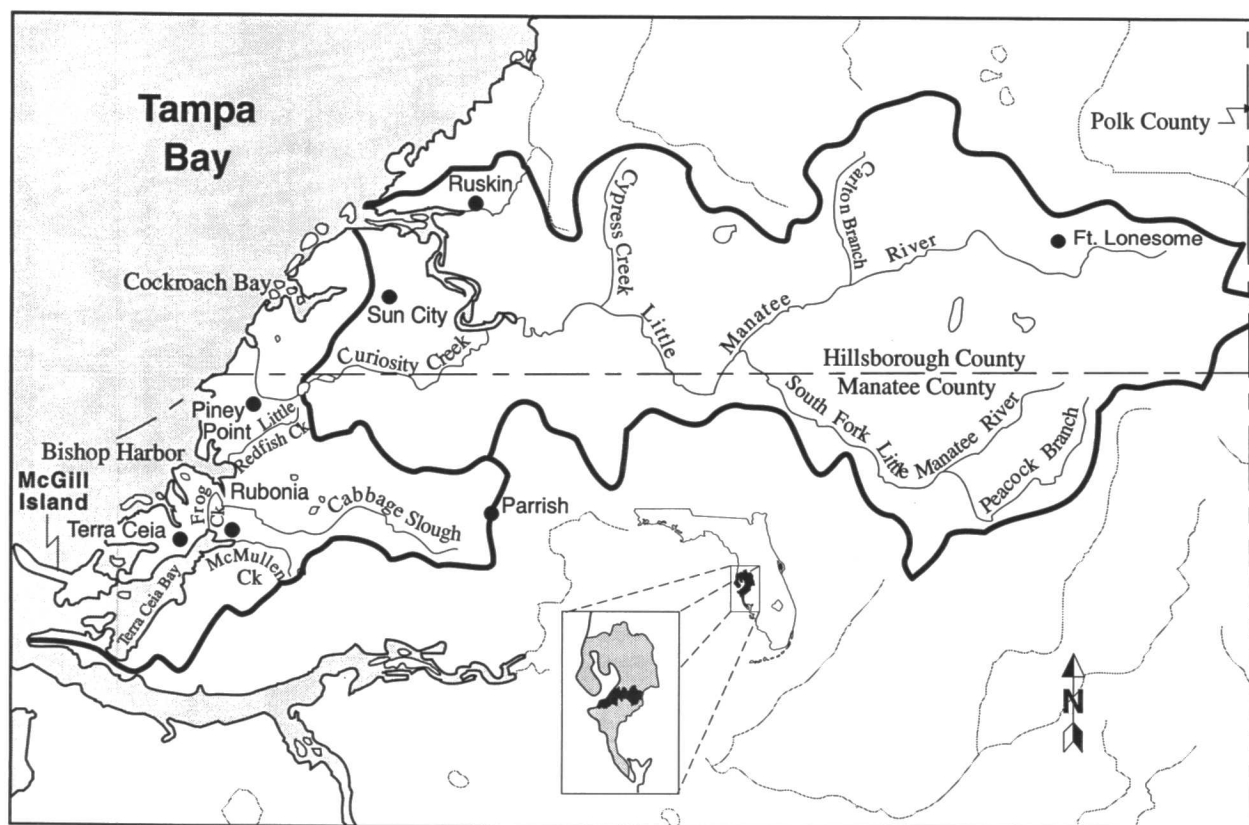 Tampa
Bay
Polk County
Ruskin
Cypress Creek
Carlton Branch
River
Ft. Lonesome
Cockroach Bay
Sun City
Little
Manatee
Curiosity Creek
Hillsborough County
Manatee County
Piney
Point
Little
Redfish Ck
South Fork Little Manatee River
Peacock Branch
Bishop Harbor
McGill
Island
Frog
Ck
Rubonia
Cabbage Slough
Parrish
Terra Ceia
McMullen
Ck
Terra Ceia Bay
N